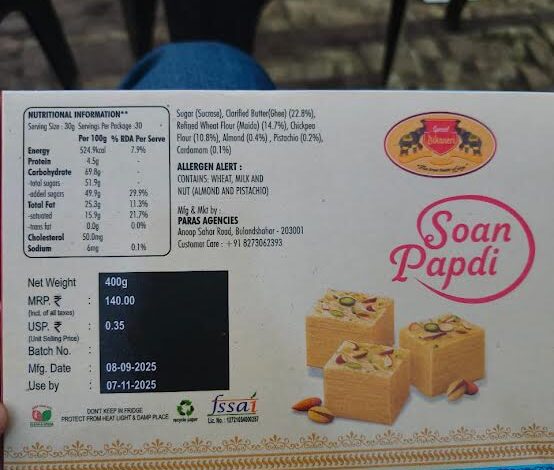 NUTRITIONAL INFORMATION**
Serving Size : 30g Servings Per Package :30
Per 100g % RDA Per Serve
Energy 524.9kcal 7.9%
Protein 4.5g
Carbohydrate 69.8g
-total sugars 51.9g
-added sugars 49.9g 29.9%
Total Fat 25.3g 11.3%
-saturated 15.9g 21.7%
-trans fat 0.0g 0.0%
Cholesterol 50.0mg
Sodium 6mg 0.1%
Sugar (Sucrose), Clarified Butter(Ghee) (22.8%),
Refined Wheat Flour (Maida) (14.7%), Chickpea
Flour (10.8%), Almond (0.4%) , Pistachio (0.2%),
Cardamom (0.1%)
ALLERGEN ALERT :
CONTAINS: WHEAT, MILK AND
NUT (ALMOND AND PISTACHIO)
Mfg & Mkt by :
PARAS AGENCIES
Anoop Sahar Road, Bulandshahar - 203001
Customer Care : +91 8273062393
Bikaneri
Soan
Papdi
Net Weight : 400g
MRP. ₹ : 140.00
(Incl. of all taxes)
USP. ₹ : 0.35
(Unit Selling Price)
Batch No. :
Mfg. Date : 08-09-2025
Use by : 07-11-2025
DON'T KEEP IN FRIDGE
PROTECT FROM HEAT LIGHT & DAMP PLACE
recycle paper
fssai
Lic. No. : 12721054000287